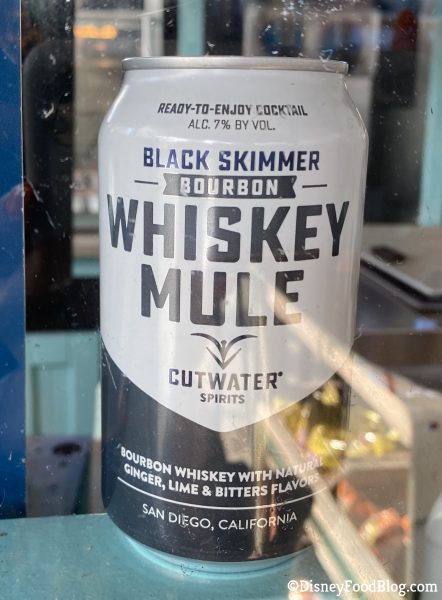 READY-TO-ENJOY COCKTAIL
ALC. 7% BY VOL.
BLACK SKIMMER
BOURBON
WHISKEY
MULE
CUTWATER®
SPIRITS
BOURBON WHISKEY WITH NATURAL
GINGER, LIME & BITTERS FLAVORS
SAN DIEGO, CALIFORNIA
©DisneyFoodBlog.com